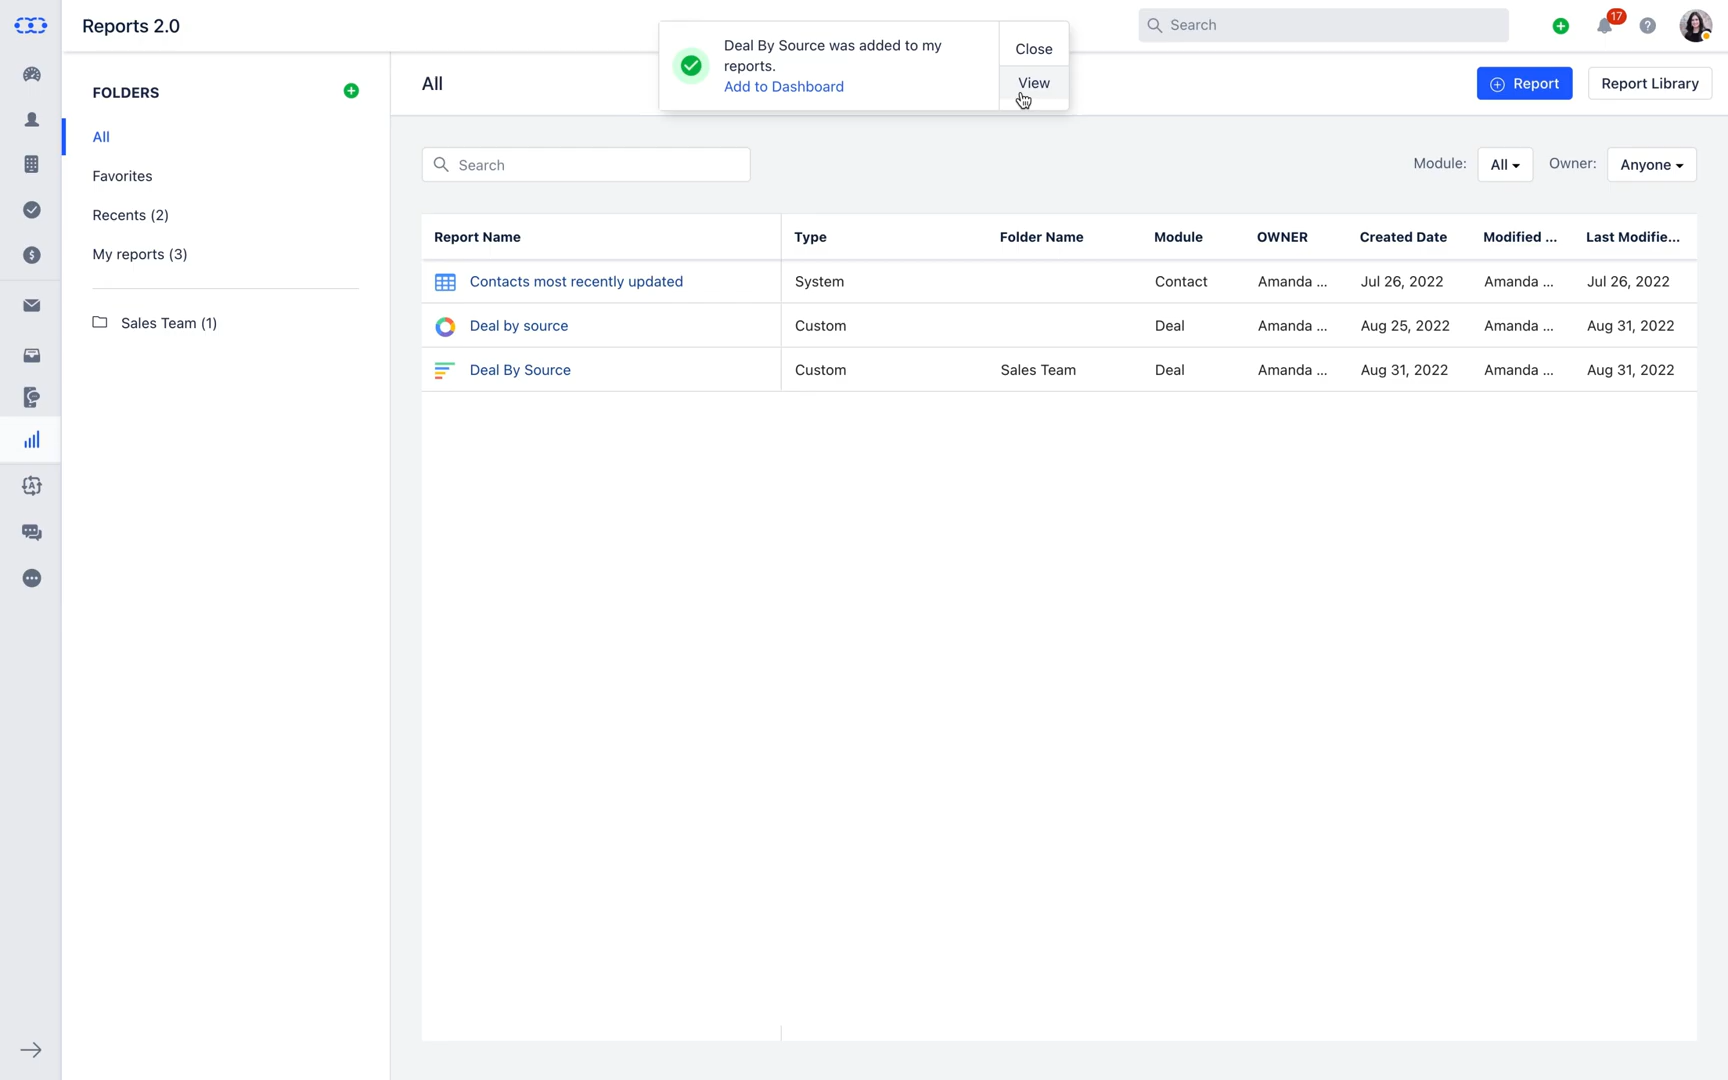 Reports 2.0
Deal By Source was added to my
reports.
Add to Dashboard
Close
View
Search
17
FOLDERS
All
Favorites
Recents (2)
My reports (3)
Sales Team (1)
All
Report
Report Library
Search
Module:
All
Owner:
Anyone
Report Name Type Folder Name Module OWNER Created Date Modified ... Last Modifie...
Contacts most recently updated System Contact Amanda ... Jul 26, 2022 Amanda ... Jul 26, 2022
Deal by source Custom Deal Amanda ... Aug 25, 2022 Amanda ... Aug 31, 2022
Deal By Source Custom Sales Team Deal Amanda ... Aug 31, 2022 Amanda ... Aug 31, 2022